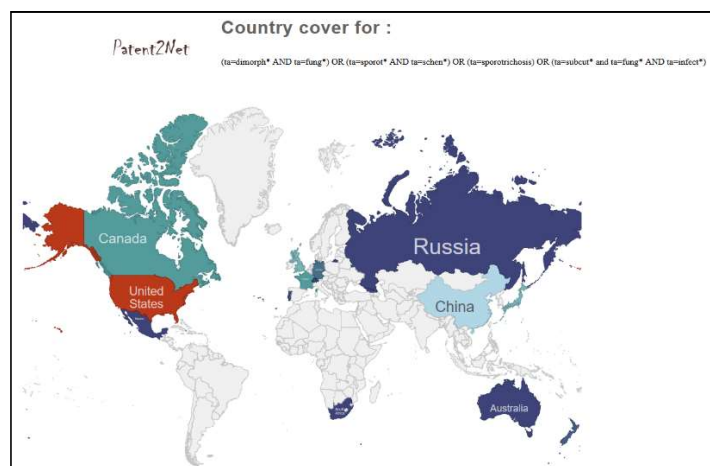 Country cover for :
Patent2Net
(ta=dimorph* AND ta=fung*) OR (ta=sporot* AND ta=schen*) OR (ta=sporotrichosis) OR (ta=subcut* and ta=fung* AND ta=infect*)
Canada
Russia
United
States
China
Australia